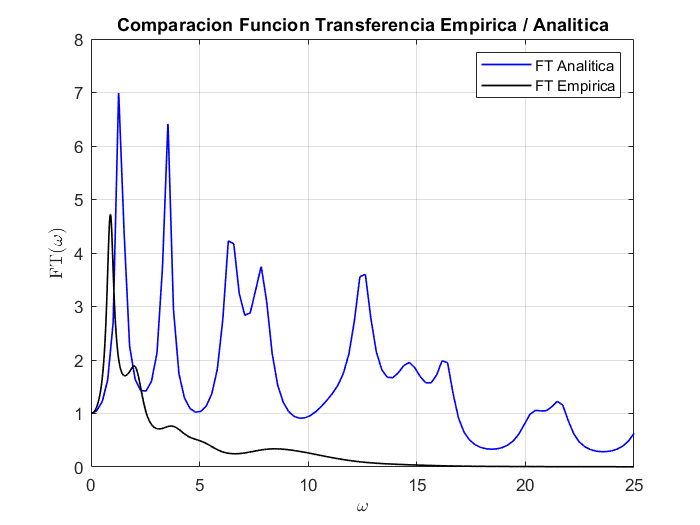 Comparacion Funcion Transferencia Empirica / Analitica
8
7
6
5
4
3
2
1
0
FT(ω)
FT Analitica
FT Empirica
0 5 10 15 20 25
ω